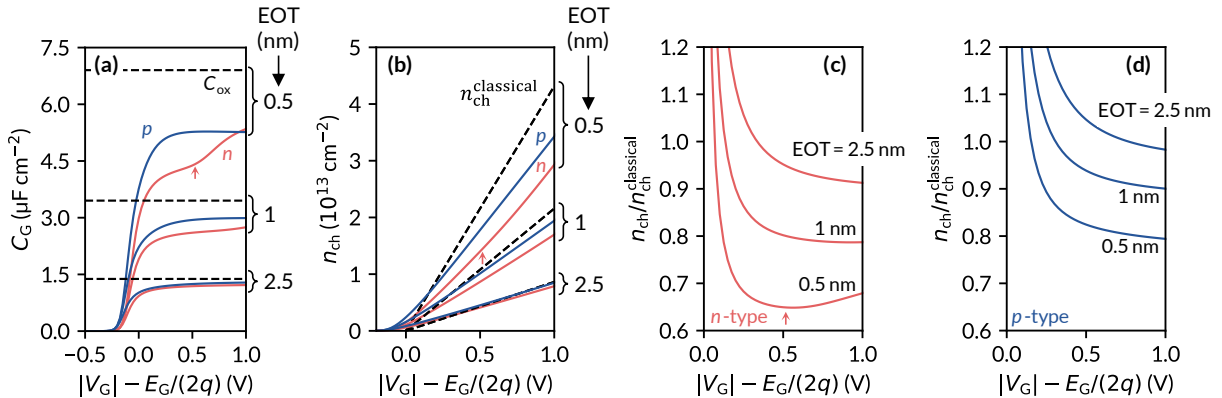 (a)
7.5
6.0
4.5
3.0
1.5
0.0
C_G (µF cm⁻²)
−0.5
0.0
0.5
1.0
|V_G| − E_G/(2q) (V)
C_ox
p
n
EOT
(nm)
0.5
1
2.5
(b)
5
4
3
2
1
0
n_ch (10¹³ cm⁻²)
0.0
0.5
1.0
|V_G| − E_G/(2q) (V)
n_ch^classical
p
n
EOT
(nm)
0.5
1
2.5
(c)
1.2
1.1
1.0
0.9
0.8
0.7
0.6
n_ch/n_ch^classical
0.0
0.5
1.0
|V_G| − E_G/(2q) (V)
EOT = 2.5 nm
1 nm
0.5 nm
n-type
(d)
1.2
1.1
1.0
0.9
0.8
0.7
0.6
n_ch/n_ch^classical
0.0
0.5
1.0
|V_G| − E_G/(2q) (V)
EOT = 2.5 nm
1 nm
0.5 nm
p-type